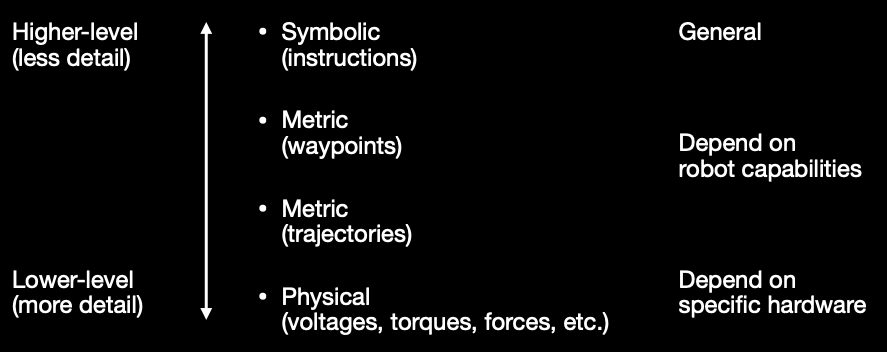 Higher-level
(less detail)
• Symbolic
(instructions)
General
• Metric
(waypoints)
Depend on
robot capabilities
• Metric
(trajectories)
Lower-level
(more detail)
• Physical
(voltages, torques, forces, etc.)
Depend on
specific hardware